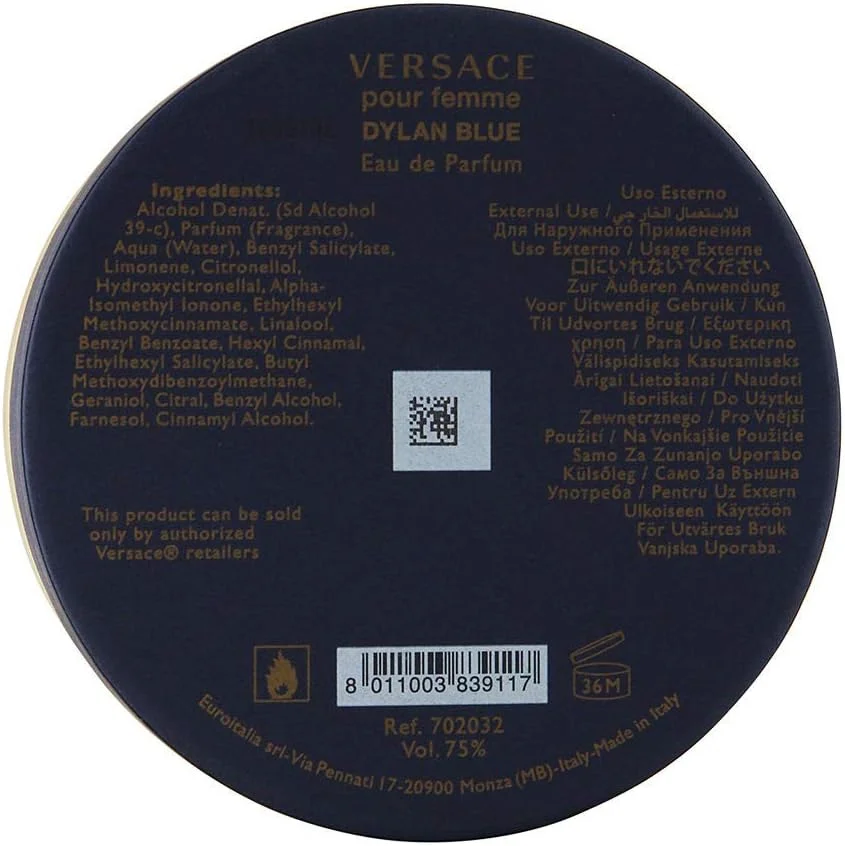 VERSACE
pour femme
DYLAN BLUE
Eau de Parfum
Ingredients:
Alcohol Denat. (Sd Alcohol
39-c), Parfum (Fragrance),
Aqua (Water), Benzyl Salicylate,
Limonene, Citronellol,
Hydroxycitronellal, Alpha-
Isomethyl Ionone, Ethylhexyl
Methoxycinnamate, Linalool,
Benzyl Benzoate, Hexyl Cinnamal,
Ethylhexyl Salicylate, Butyl
Methoxydibenzoylmethane,
Geraniol, Citral, Benzyl Alcohol,
Farnesol, Cinnamyl Alcohol.
Uso Esterno
External Use / للاستعمال الخارجي
Для Наружного Применения
Uso Externo / Usage Externe
口にいれないでください
Zur Äußeren Anwendung
Voor Uitwendig Gebruik / Kun
Til Udvortes Brug / Εξωτερικη
χρηση / Para Uso Externo
Välispidiseks Kasutamiseks
Ārīgai Lietošanai / Naudoti
Išoriškai / Do Użytku
Zewnętrznego / Pro Vnější
Použití / Na Vonkajšie Použitie
Samo Za Zunanjo Uporabo
Külsőleg / Само За Външна
Употреба / Pentru Uz Extern
Ulkoiseen Käyttöön
För Utvärtes Bruk
Vanjska Uporaba.
This product can be sold
only by authorized
Versace® retailers
8 011003 839117
36M
Ref. 702032
Vol. 75%
Euroitalia srl-Via Pennati 17-20900 Monza (MB)-Italy-Made in Italy